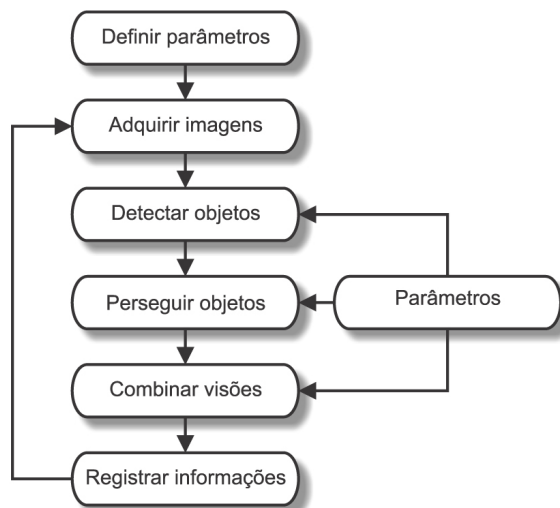 Definir parâmetros
Adquirir imagens
Detectar objetos
Perseguir objetos
Parâmetros
Combinar visões
Registrar informações